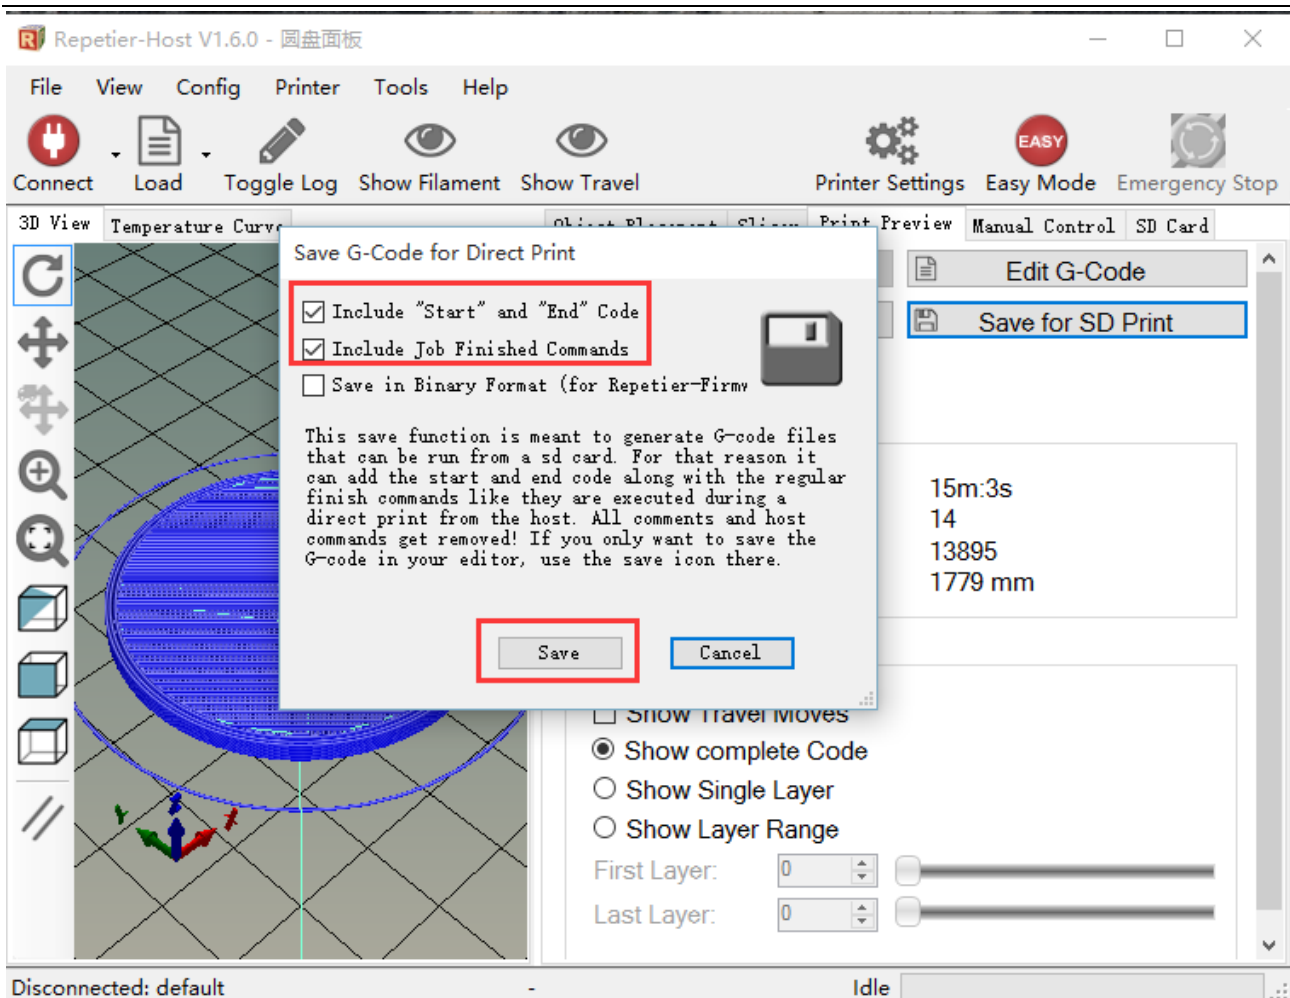 Repetier-Host V1.6.0 - 圆盘面板
File View Config Printer Tools Help
EASY
Connect Load Toggle Log Show Filament Show Travel Printer Settings Easy Mode Emergency Stop
3D View Temperature Curve Object Placement Slicer Print Preview Manual Control SD Card
Save G-Code for Direct Print
Edit G-Code
Include "Start" and "End" Code
Save for SD Print
Include Job Finished Commands
Save in Binary Format (for Repetier-Firmw
This save function is meant to generate G-code files
that can be run from a sd card. For that reason it
can add the start and end code along with the regular
finish commands like they are executed during a
direct print from the host. All comments and host
commands get removed! If you only want to save the
G-code in your editor, use the save icon there.
15m:3s
14
13895
1779 mm
Save Cancel
Show Travel Moves
Show complete Code
Show Single Layer
Show Layer Range
First Layer: 0
Last Layer: 0
Disconnected: default - Idle